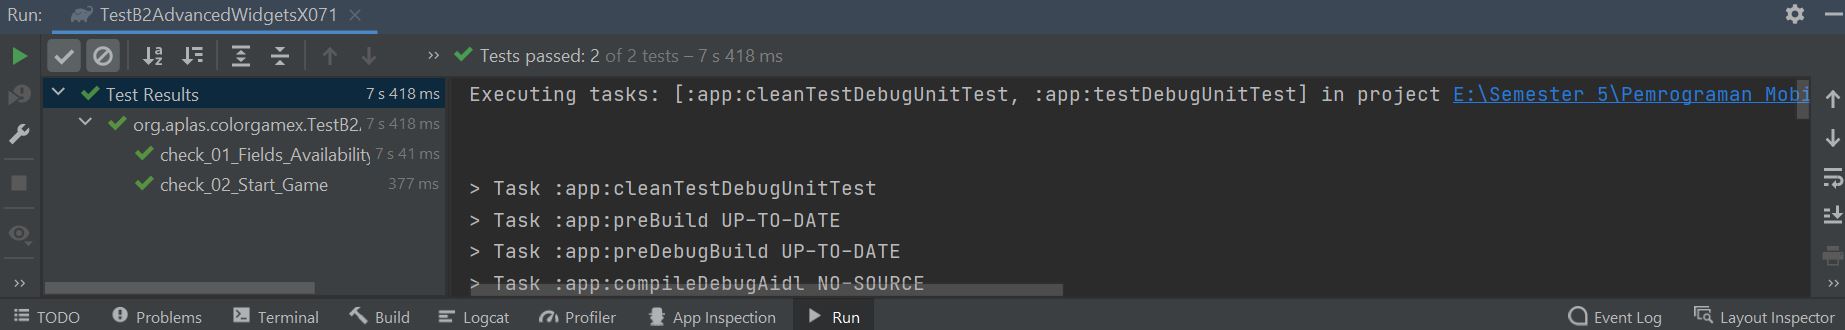 Run: TestB2AdvancedWidgetsX071
Tests passed: 2 of 2 tests – 7 s 418 ms
Test Results 7 s 418 ms
org.aplas.colorgamex.TestB2 7 s 418 ms
check_01_Fields_Availability 7 s 41 ms
check_02_Start_Game 377 ms
Executing tasks: [:app:cleanTestDebugUnitTest, :app:testDebugUnitTest] in project E:\Semester 5\Pemrograman Mobi
> Task :app:cleanTestDebugUnitTest
> Task :app:preBuild UP-TO-DATE
> Task :app:preDebugBuild UP-TO-DATE
> Task :app:compileDebugAidl NO-SOURCE
TODO Problems Terminal Build Logcat Profiler App Inspection Run Event Log Layout Inspector